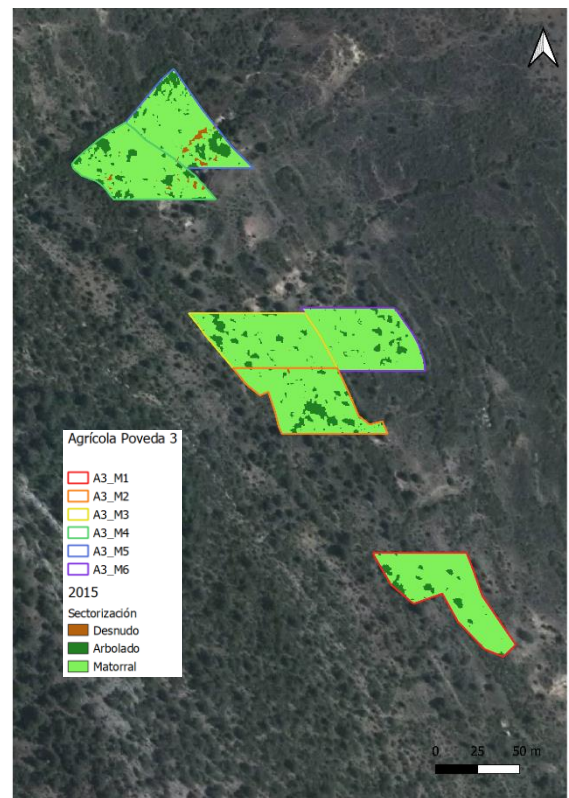 Agrícola Poveda 3
A3_M1
A3_M2
A3_M3
A3_M4
A3_M5
A3_M6
2015
Sectorización
Desnudo
Arbolado
Matorral
0 25 50 m